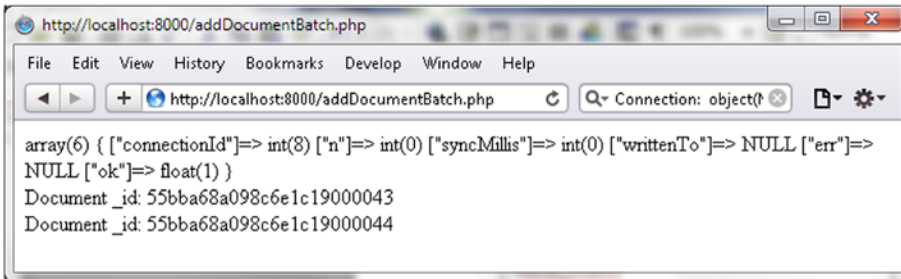 http://localhost:8000/addDocumentBatch.php
File Edit View History Bookmarks Develop Window Help
http://localhost:8000/addDocumentBatch.php Connection: object(M
array(6) { ["connectionId"]=> int(8) ["n"]=> int(0) ["syncMillis"]=> int(0) ["writtenTo"]=> NULL ["err"]=>
NULL ["ok"]=> float(1) }
Document _id: 55bba68a098c6e1c19000043
Document _id: 55bba68a098c6e1c19000044